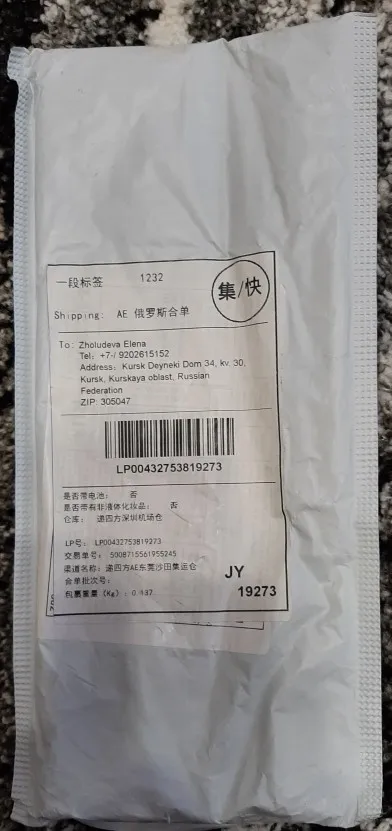 一段标签 1232
集/快
Shipping: AE 俄罗斯合单
To: Zholudeva Elena
Tel: +7-/ 9202615152
Address: Kursk Deyneki Dom 34, kv. 30,
Kursk, Kurskaya oblast, Russian
Federation
ZIP: 305047
LP00432753819273
是否带电池： 否
是否带有非液体化妆品： 否
仓库： 递四方深圳机场仓
LP号： LP00432753819273
交易单号： 5008715561955245
渠道名称：递四方AE东莞沙田集运仓
合单批次号：
包裹重量（Kg）：0.137
JY
19273